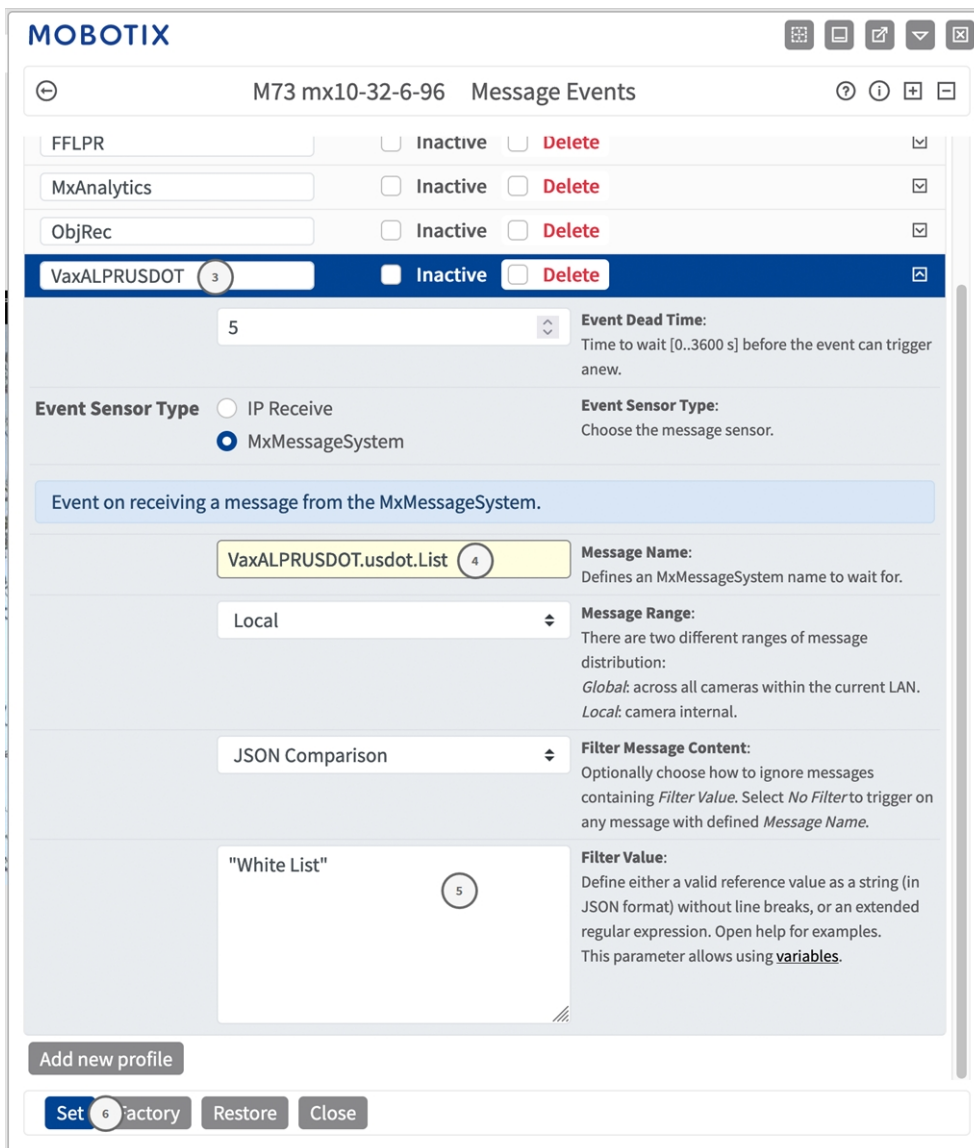 MOBOTIX
M73 mx10-32-6-96 Message Events
FFLPR Inactive Delete
MxAnalytics Inactive Delete
ObjRec Inactive Delete
VaxALPRUSDOT 3 Inactive Delete
5
Event Dead Time:
Time to wait [0..3600 s] before the event can trigger
anew.
Event Sensor Type IP Receive
MxMessageSystem
Event Sensor Type:
Choose the message sensor.
Event on receiving a message from the MxMessageSystem.
VaxALPRUSDOT.usdot.List 4
Message Name:
Defines an MxMessageSystem name to wait for.
Local
Message Range:
There are two different ranges of message
distribution:
Global: across all cameras within the current LAN.
Local: camera internal.
JSON Comparison
Filter Message Content:
Optionally choose how to ignore messages
containing Filter Value. Select No Filter to trigger on
any message with defined Message Name.
"White List"
5
Filter Value:
Define either a valid reference value as a string (in
JSON format) without line breaks, or an extended
regular expression. Open help for examples.
This parameter allows using variables.
Add new profile
Set 6 actory Restore Close